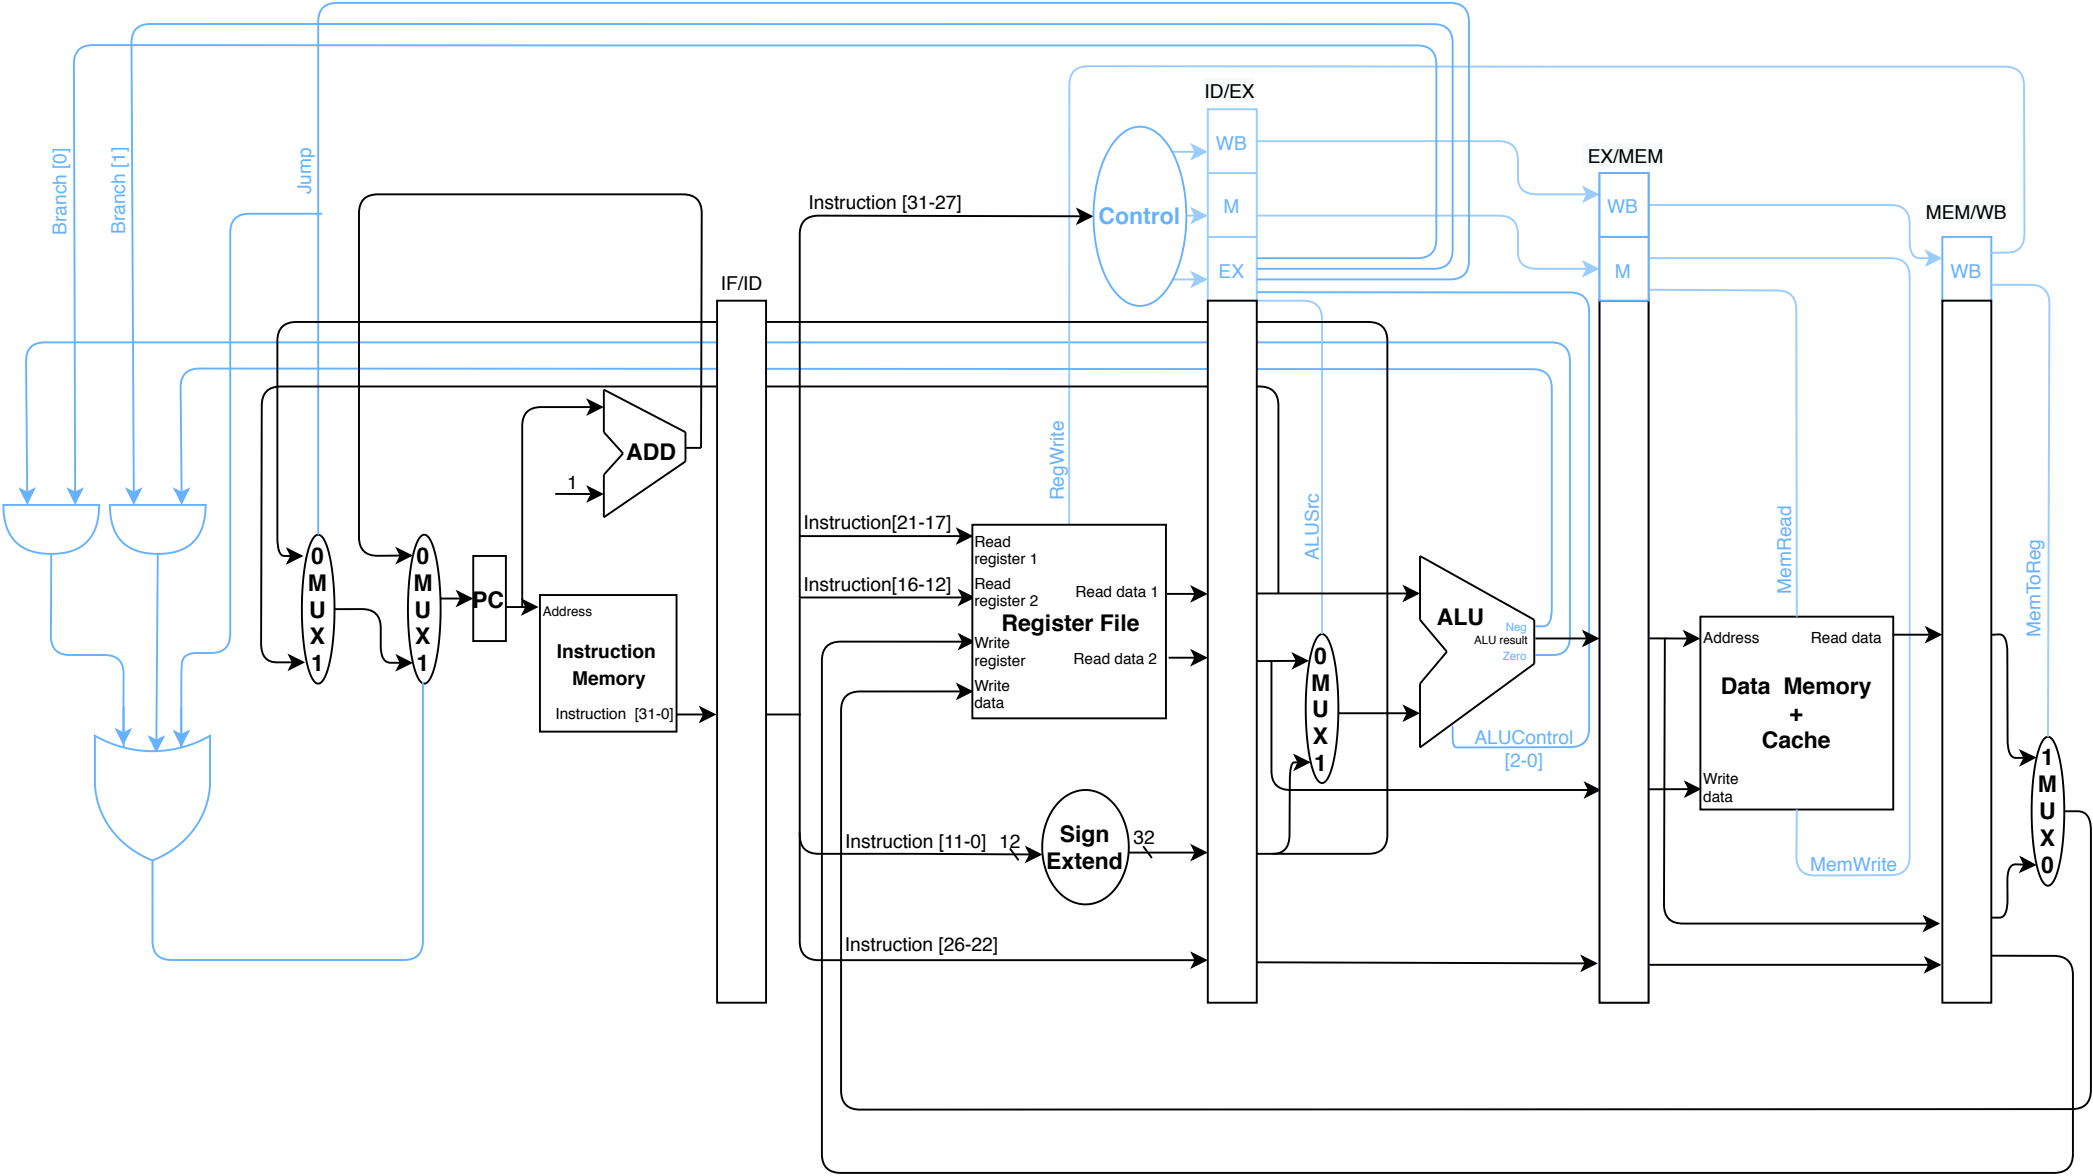 ID/EX
WB
M
EX
Control
EX/MEM
WB
M
MEM/WB
WB
Branch [0]
Branch [1]
Jump
Instruction [31-27]
IF/ID
RegWrite
ADD
1
0
M
U
X
1
0
M
U
X
1
PC
Address
Instruction
Memory
Instruction [31-0]
Instruction[21-17]
Instruction[16-12]
Read
register 1
Read
register 2
Read data 1
Register File
Write
register
Read data 2
Write
data
Instruction [11-0]
12
Sign
Extend
32
Instruction [26-22]
ALUSrc
0
M
U
X
1
ALU
Neg
ALU result
Zero
ALUControl
[2-0]
MemRead
Address
Read data
Data Memory
+
Cache
Write
data
MemWrite
MemToReg
1
M
U
X
0